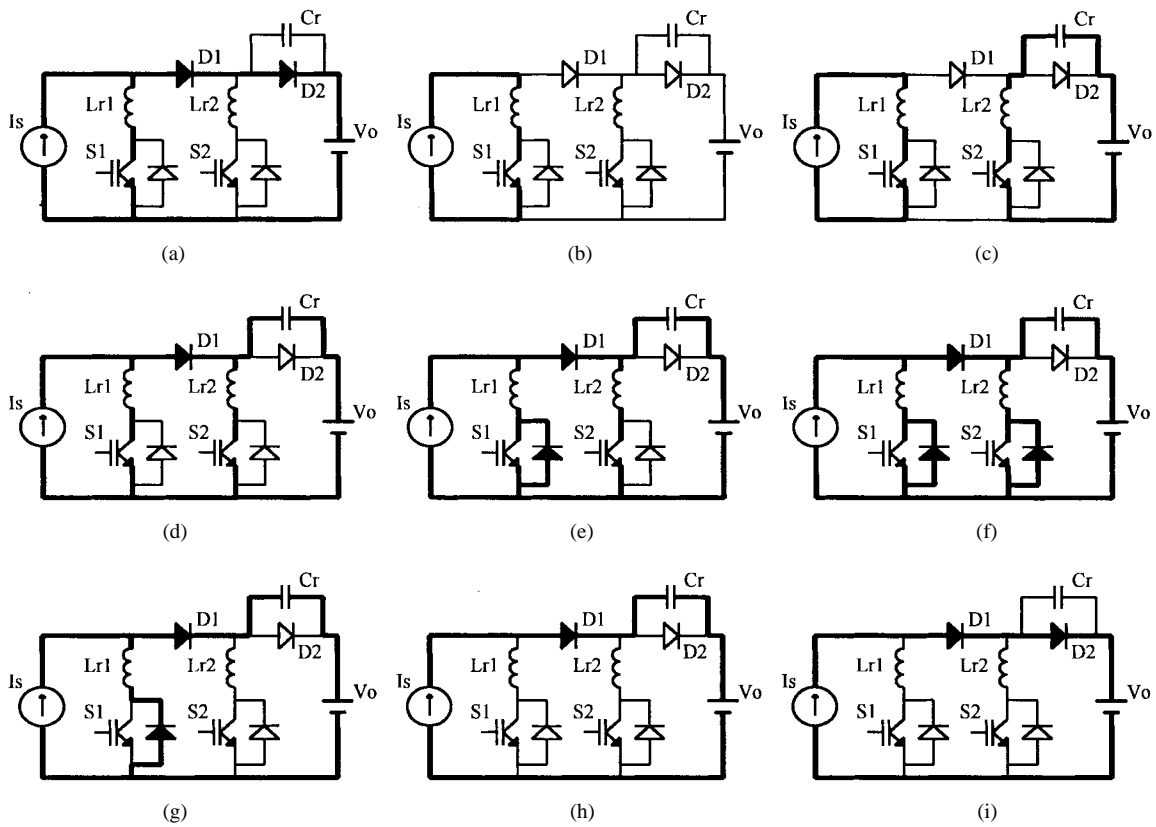 Cr Cr Cr
D1 D1 D1
Lr1 Lr2 D2 Lr1 Lr2 D2 Lr1 Lr2 D2
Is Vo Is Vo Is Vo
S1 S2 S1 S2 S1 S2
(a) (b) (c)
Cr Cr Cr
D1 D1 D1
Lr1 Lr2 D2 Lr1 Lr2 D2 Lr1 Lr2 D2
Is Vo Is Vo Is Vo
S1 S2 S1 S2 S1 S2
(d) (e) (f)
Cr Cr Cr
D1 D1 D1
Lr1 Lr2 D2 Lr1 Lr2 D2 Lr1 Lr2 D2
Is Vo Is Vo Is Vo
S1 S2 S1 S2 S1 S2
(g) (h) (i)